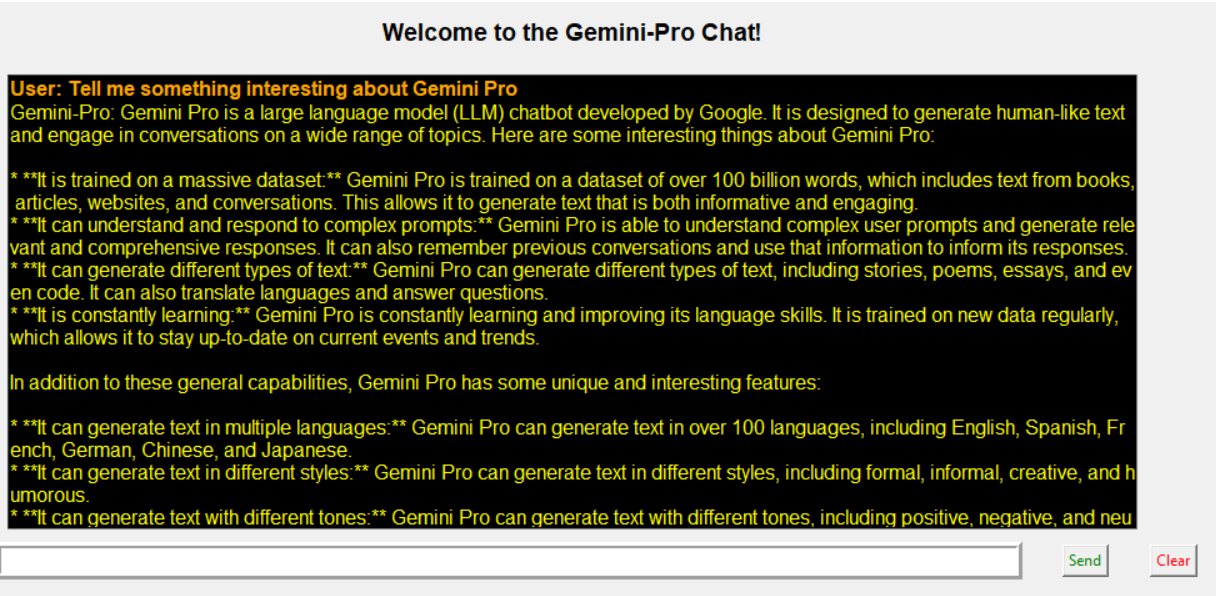 Welcome to the Gemini-Pro Chat!
User: Tell me something interesting about Gemini Pro
Gemini-Pro: Gemini Pro is a large language model (LLM) chatbot developed by Google. It is designed to generate human-like text
and engage in conversations on a wide range of topics. Here are some interesting things about Gemini Pro:
* **It is trained on a massive dataset:** Gemini Pro is trained on a dataset of over 100 billion words, which includes text from books,
articles, websites, and conversations. This allows it to generate text that is both informative and engaging.
* **It can understand and respond to complex prompts:** Gemini Pro is able to understand complex user prompts and generate rele
vant and comprehensive responses. It can also remember previous conversations and use that information to inform its responses.
* **It can generate different types of text:** Gemini Pro can generate different types of text, including stories, poems, essays, and ev
en code. It can also translate languages and answer questions.
* **It is constantly learning:** Gemini Pro is constantly learning and improving its language skills. It is trained on new data regularly,
which allows it to stay up-to-date on current events and trends.
In addition to these general capabilities, Gemini Pro has some unique and interesting features:
* **It can generate text in multiple languages:** Gemini Pro can generate text in over 100 languages, including English, Spanish, Fr
ench, German, Chinese, and Japanese.
* **It can generate text in different styles:** Gemini Pro can generate text in different styles, including formal, informal, creative, and h
umorous.
* **It can generate text with different tones:** Gemini Pro can generate text with different tones, including positive, negative, and neu
Send
Clear